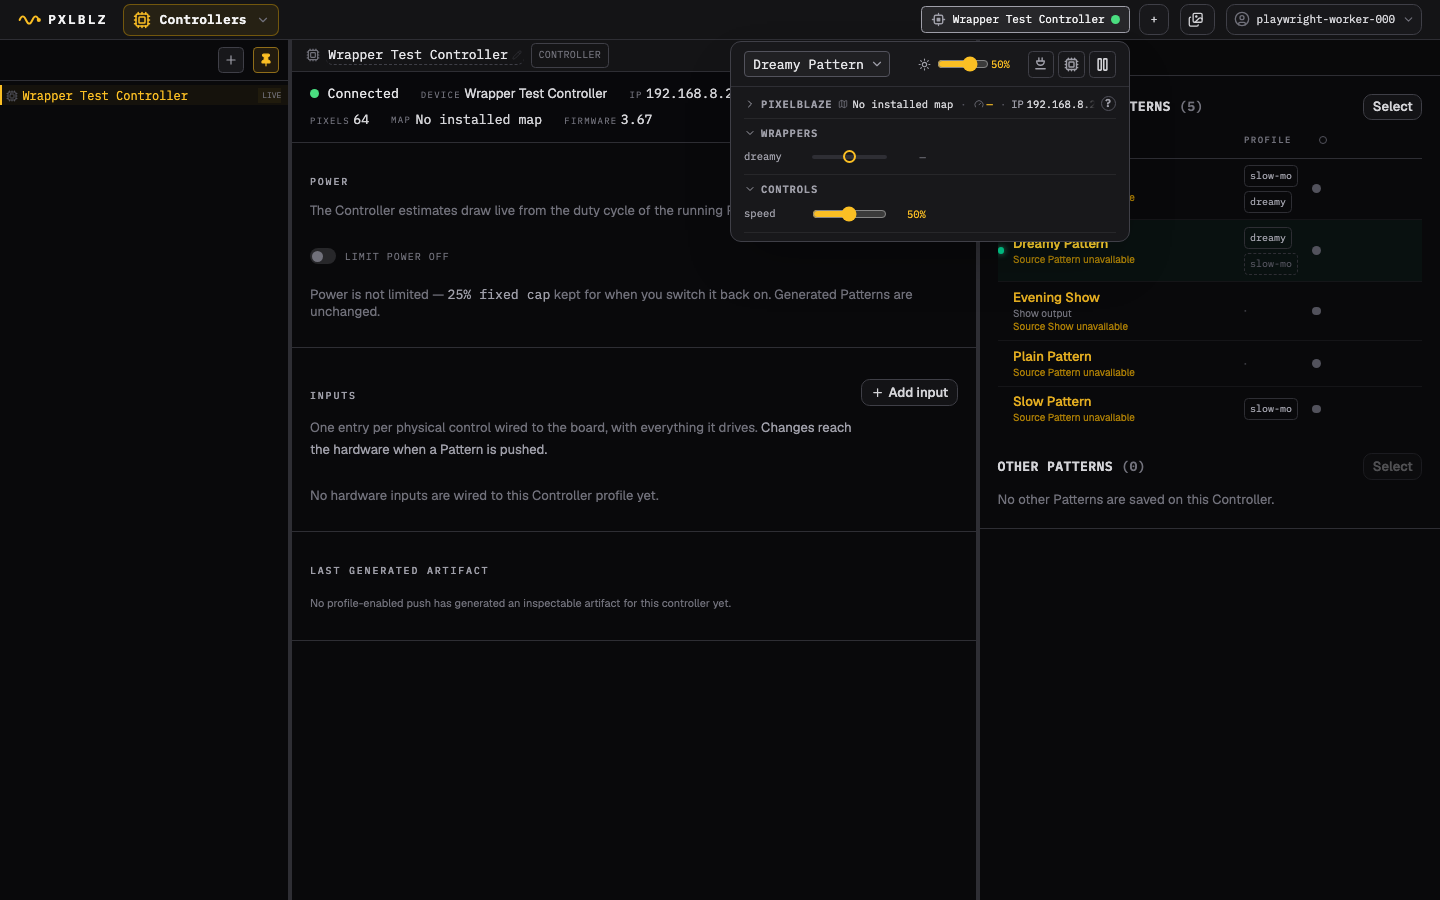 PXLBLZ
Controllers
Wrapper Test Controller
+
playwright-worker-000
Wrapper Test Controller
LIVE
Wrapper Test Controller
CONTROLLER
Connected
DEVICE Wrapper Test Controller
IP 192.168.8.2
PIXELS 64
MAP No installed map
FIRMWARE 3.67
POWER
The Controller estimates draw live from the duty cycle of the running
LIMIT POWER OFF
Power is not limited — 25% fixed cap kept for when you switch it back on. Generated Patterns are
unchanged.
INPUTS
+ Add input
One entry per physical control wired to the board, with everything it drives. Changes reach
the hardware when a Pattern is pushed.
No hardware inputs are wired to this Controller profile yet.
LAST GENERATED ARTIFACT
No profile-enabled push has generated an inspectable artifact for this controller yet.
Dreamy Pattern
50%
PIXELBLAZE
No installed map · – · IP 192.168.8.
?
WRAPPERS
dreamy
–
CONTROLS
speed
50%
TERNS (5)
Select
PROFILE
slow-mo
dreamy
Dreamy Pattern
Source Pattern unavailable
dreamy
slow-mo
Evening Show
Show output
Source Show unavailable
Plain Pattern
Source Pattern unavailable
Slow Pattern
Source Pattern unavailable
slow-mo
OTHER PATTERNS (0)
Select
No other Patterns are saved on this Controller.